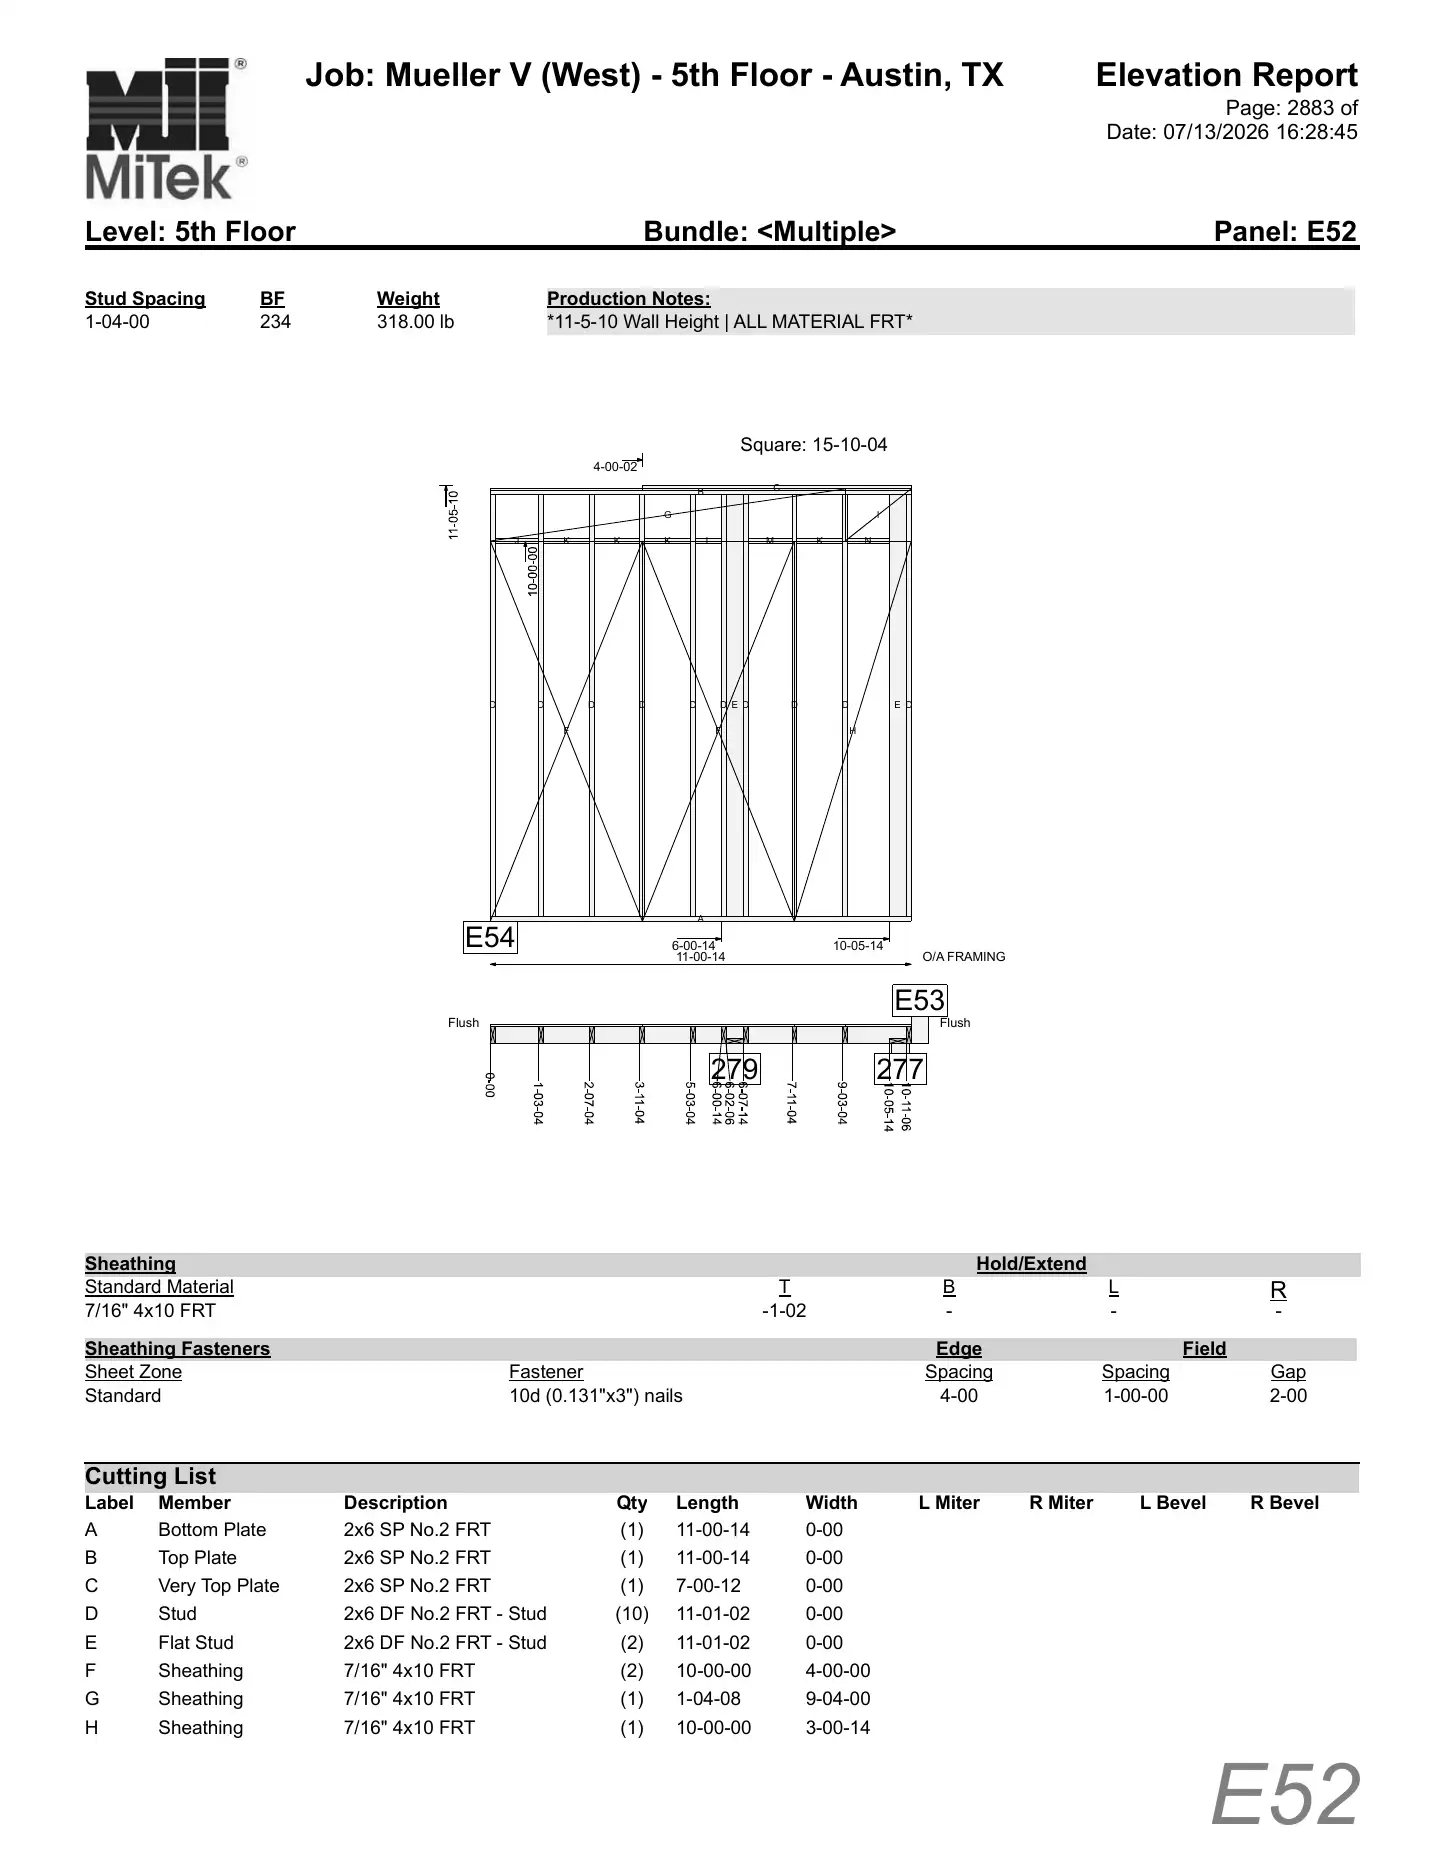 Job: Mueller V (West) - 5th Floor - Austin, TX
Elevation Report
Page: 2883 of
Date: 07/13/2026 16:28:45
MiTek®
Level: 5th Floor Bundle: <Multiple> Panel: E52
Stud Spacing BF Weight Production Notes:
1-04-00 234 318.00 lb *11-5-10 Wall Height | ALL MATERIAL FRT*
Square: 15-10-04
4-00-02
C
B
11-05-10
G I
J K K K L M K N
10-00-00
D D D D D D E D D D E D
F F H
A
E54
6-00-14 10-05-14
11-00-14 O/A FRAMING
E53
Flush Flush
279 277
0-00 1-03-04 2-07-04 3-11-04 5-03-04 6-00-14 6-02-06 6-07-14 7-11-04 9-03-04 10-05-14 10-11-06
Sheathing Hold/Extend
Standard Material T B L R
7/16" 4x10 FRT -1-02 - - -
Sheathing Fasteners Edge Field
Sheet Zone Fastener Spacing Spacing Gap
Standard 10d (0.131"x3") nails 4-00 1-00-00 2-00
Cutting List
Label Member Description Qty Length Width L Miter R Miter L Bevel R Bevel
A Bottom Plate 2x6 SP No.2 FRT (1) 11-00-14 0-00
B Top Plate 2x6 SP No.2 FRT (1) 11-00-14 0-00
C Very Top Plate 2x6 SP No.2 FRT (1) 7-00-12 0-00
D Stud 2x6 DF No.2 FRT - Stud (10) 11-01-02 0-00
E Flat Stud 2x6 DF No.2 FRT - Stud (2) 11-01-02 0-00
F Sheathing 7/16" 4x10 FRT (2) 10-00-00 4-00-00
G Sheathing 7/16" 4x10 FRT (1) 1-04-08 9-04-00
H Sheathing 7/16" 4x10 FRT (1) 10-00-00 3-00-14
E52